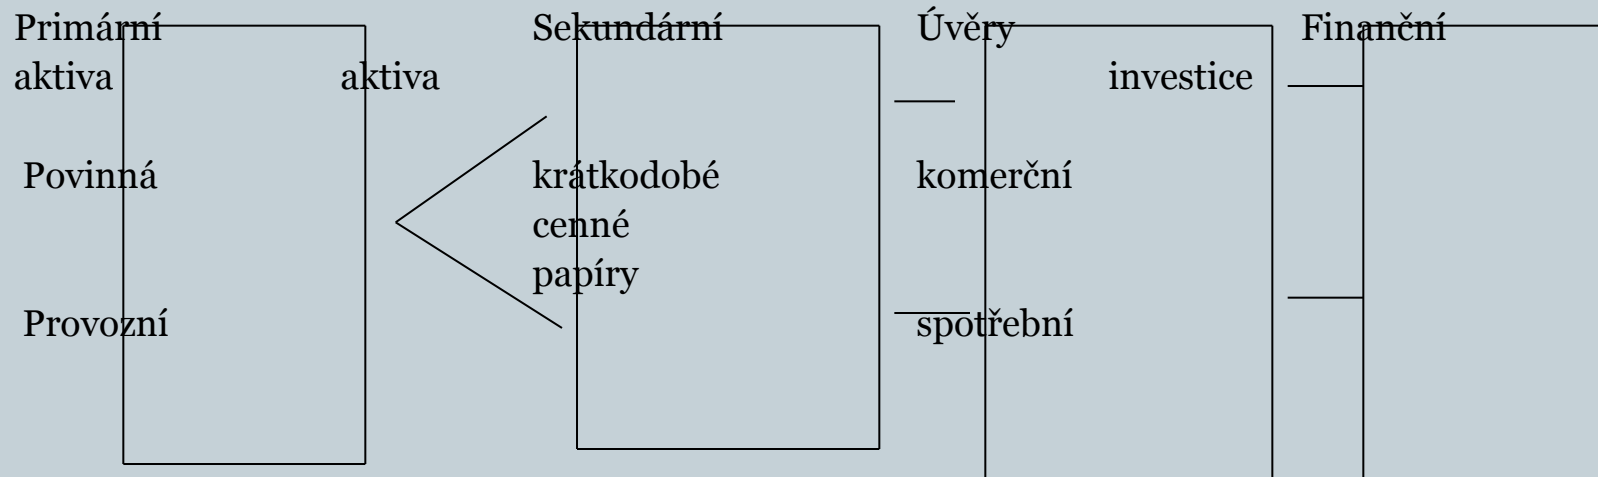 Primární Sekundární Úvěry Finanční
aktiva aktiva investice
Povinná krátkodobé komerční
cenné
papíry
Provozní spotřební